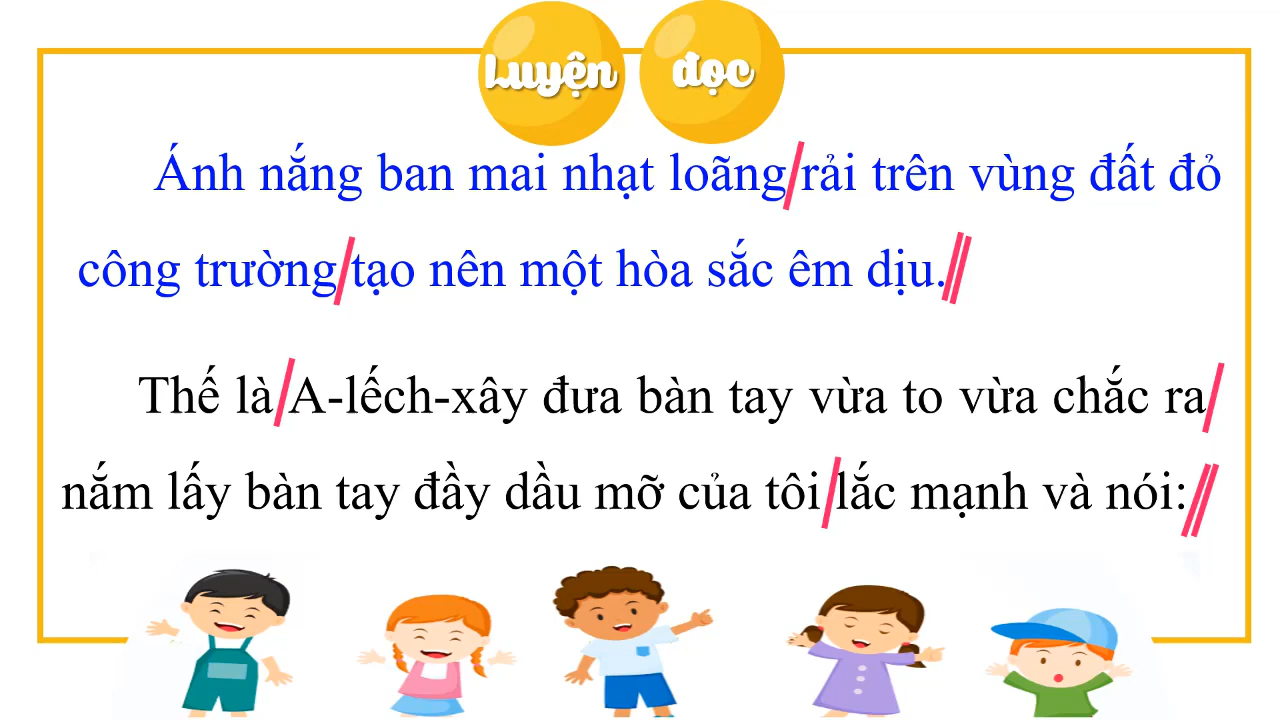 Luyện đọc
Ánh nắng ban mai nhạt loãng/ rải trên vùng đất đỏ
công trường/ tạo nên một hòa sắc êm dịu.//
Thế là/ A-lếch-xây đưa bàn tay vừa to vừa chắc ra/
nắm lấy bàn tay đầy dầu mỡ của tôi/ lắc mạnh và nói://